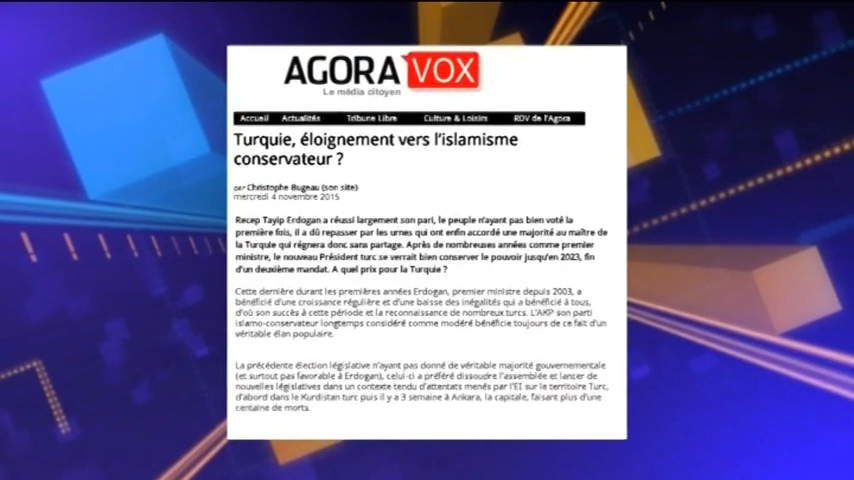 AGORA VOX
Le média citoyen
Accueil Actualités Tribune Libre Culture & Loisirs RDV de l'Agora
Turquie, éloignement vers l'islamisme
conservateur ?
par Christophe Bugeau (son site)
mercredi 4 novembre 2015
Recep Tayip Erdogan a réussi largement son pari, le peuple n'ayant pas bien voté la
première fois, il a dû repasser par les urnes qui ont enfin accordé une majorité au maître de
la Turquie qui régnera donc sans partage. Après de nombreuses années comme premier
ministre, le nouveau Président turc se verrait bien conserver le pouvoir jusqu'en 2023, fin
d'un deuxième mandat. A quel prix pour la Turquie ?
Cette dernière durant les premières années Erdogan, premier ministre depuis 2003, a
bénéficié d'une croissance régulière et d'une baisse des inégalités qui a bénéficié à tous,
d'où son succès à cette période et la reconnaissance de nombreux turcs. L'AKP son parti
islamo-conservateur longtemps considéré comme modéré bénéficie toujours de ce fait d'un
véritable élan populaire.
La précédente élection législative n'ayant pas donné de véritable majorité gouvernementale
(et surtout pas favorable à Erdogan), celui-ci a préféré dissoudre l'assemblée et lancer de
nouvelles législatives dans un contexte tendu d'attentats menés par l'EI sur le territoire Turc,
d'abord dans le Kurdistan turc puis il y a 3 semaine à Ankara, la capitale, faisant plus d'une
centaine de morts.